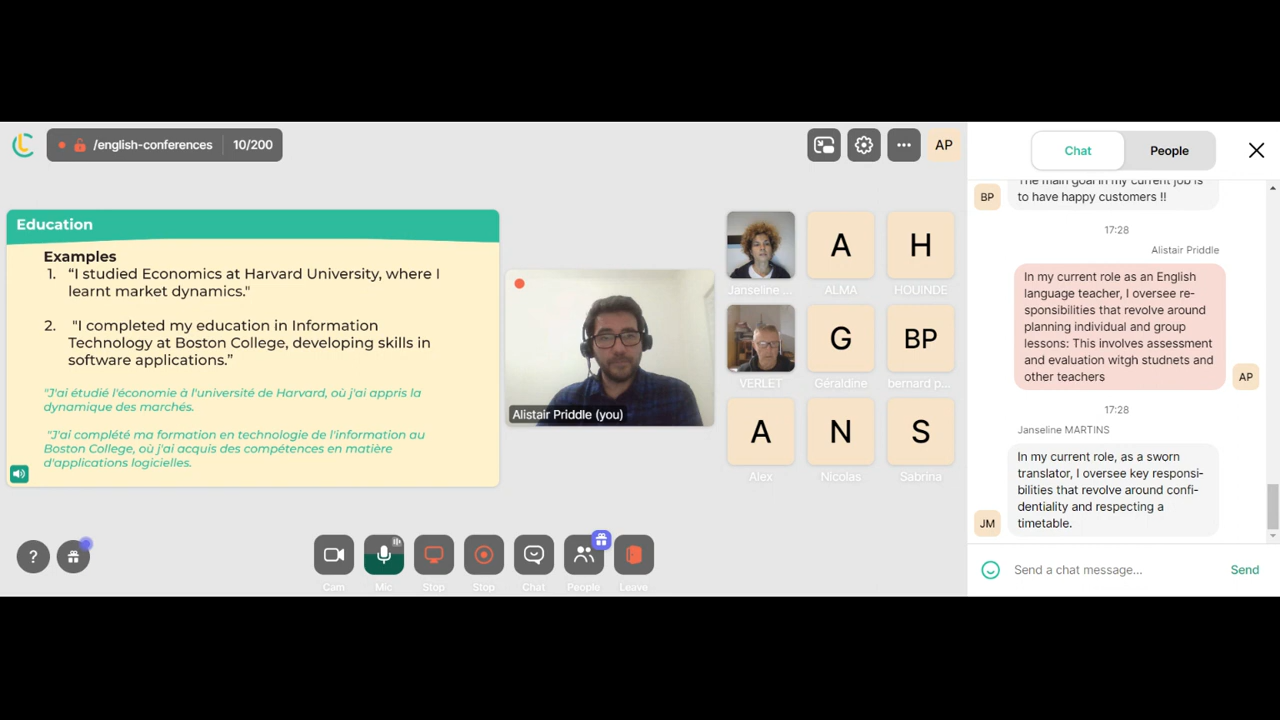 /english-conferences 10/200
AP
Chat People
Education
Examples
1. “I studied Economics at Harvard University, where I
learnt market dynamics."
2. "I completed my education in Information
Technology at Boston College, developing skills in
software applications.”
"J'ai étudié l'économie à l'université de Harvard, où j'ai appris la
dynamique des marchés.
"J'ai complété ma formation en technologie de l'information au
Boston College, où j'ai acquis des compétences en matière
d'applications logicielles.
Alistair Priddle (you)
Janseline ...
A
ALMA
H
HOUINDE
VERLET
G
Géraldine
BP
bernard p...
A
Alex
N
Nicolas
S
Sabrina
?
Cam
Mic
Stop
Stop
Chat
People
Leave
The main goal in my current job is
to have happy customers !!
BP
17:28
Alistair Priddle
In my current role as an English
language teacher, I oversee re-
sponsibilities that revolve around
planning individual and group
lessons: This involves assessment
and evaluation witgh studnets and
other teachers
AP
17:28
Janseline MARTINS
In my current role, as a sworn
translator, I oversee key responsi-
bilities that revolve around confi-
dentiality and respecting a
timetable.
JM
Send a chat message... Send